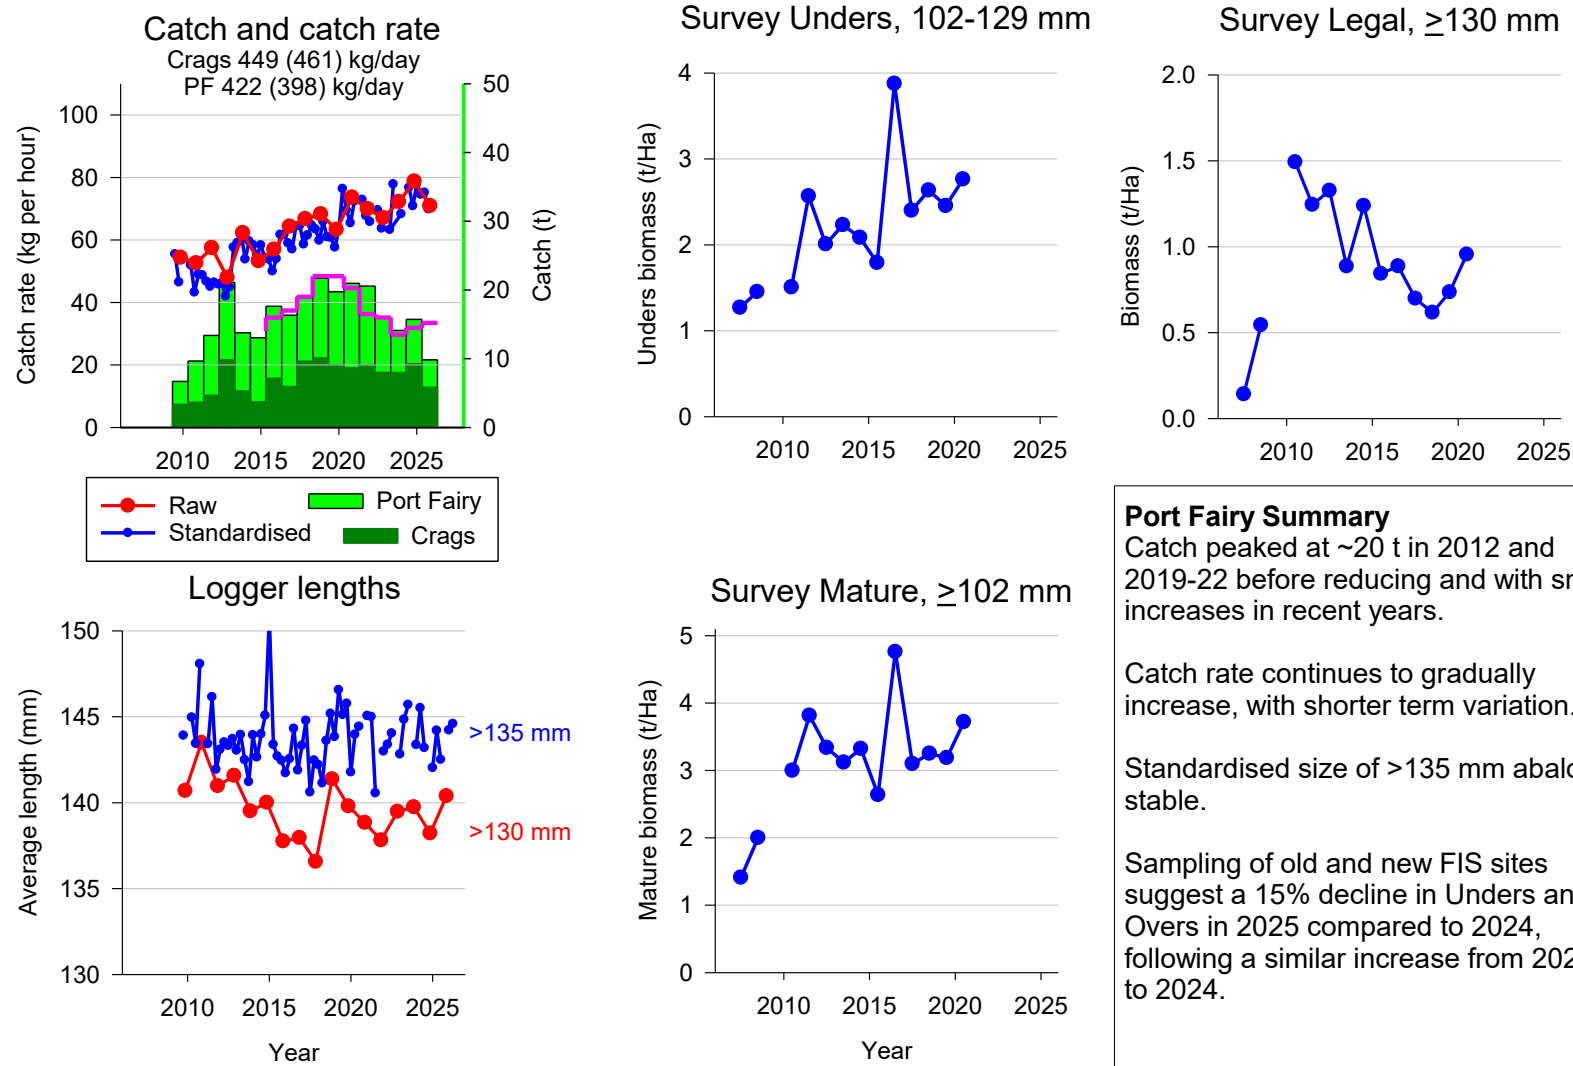 Catch and catch rate
Crags 449 (461) kg/day
PF 422 (398) kg/day
Catch rate (kg per hour)
100
80
60
40
20
0
50
40
30
20
10
0
Catch (t)
2010 2015 2020 2025
Raw
Standardised
Port Fairy
Crags
Survey Unders, 102-129 mm
Unders biomass (t/Ha)
4
3
2
1
0
2010 2015 2020 2025
Survey Legal, ≥130 mm
Biomass (t/Ha)
2.0
1.5
1.0
0.5
0.0
2010 2015 2020 2025
Logger lengths
Average length (mm)
150
145
140
135
130
>135 mm
>130 mm
2010 2015 2020 2025
Year
Survey Mature, ≥102 mm
Mature biomass (t/Ha)
5
4
3
2
1
0
2010 2015 2020 2025
Year
Port Fairy Summary
Catch peaked at ~20 t in 2012 and
2019-22 before reducing and with
increases in recent years.
Catch rate continues to gradually
increase, with shorter term variation.
Standardised size of >135 mm
stable.
Sampling of old and new FIS sites
suggest a 15% decline in Unders
Overs in 2025 compared to 2024,
following a similar increase from
to 2024.